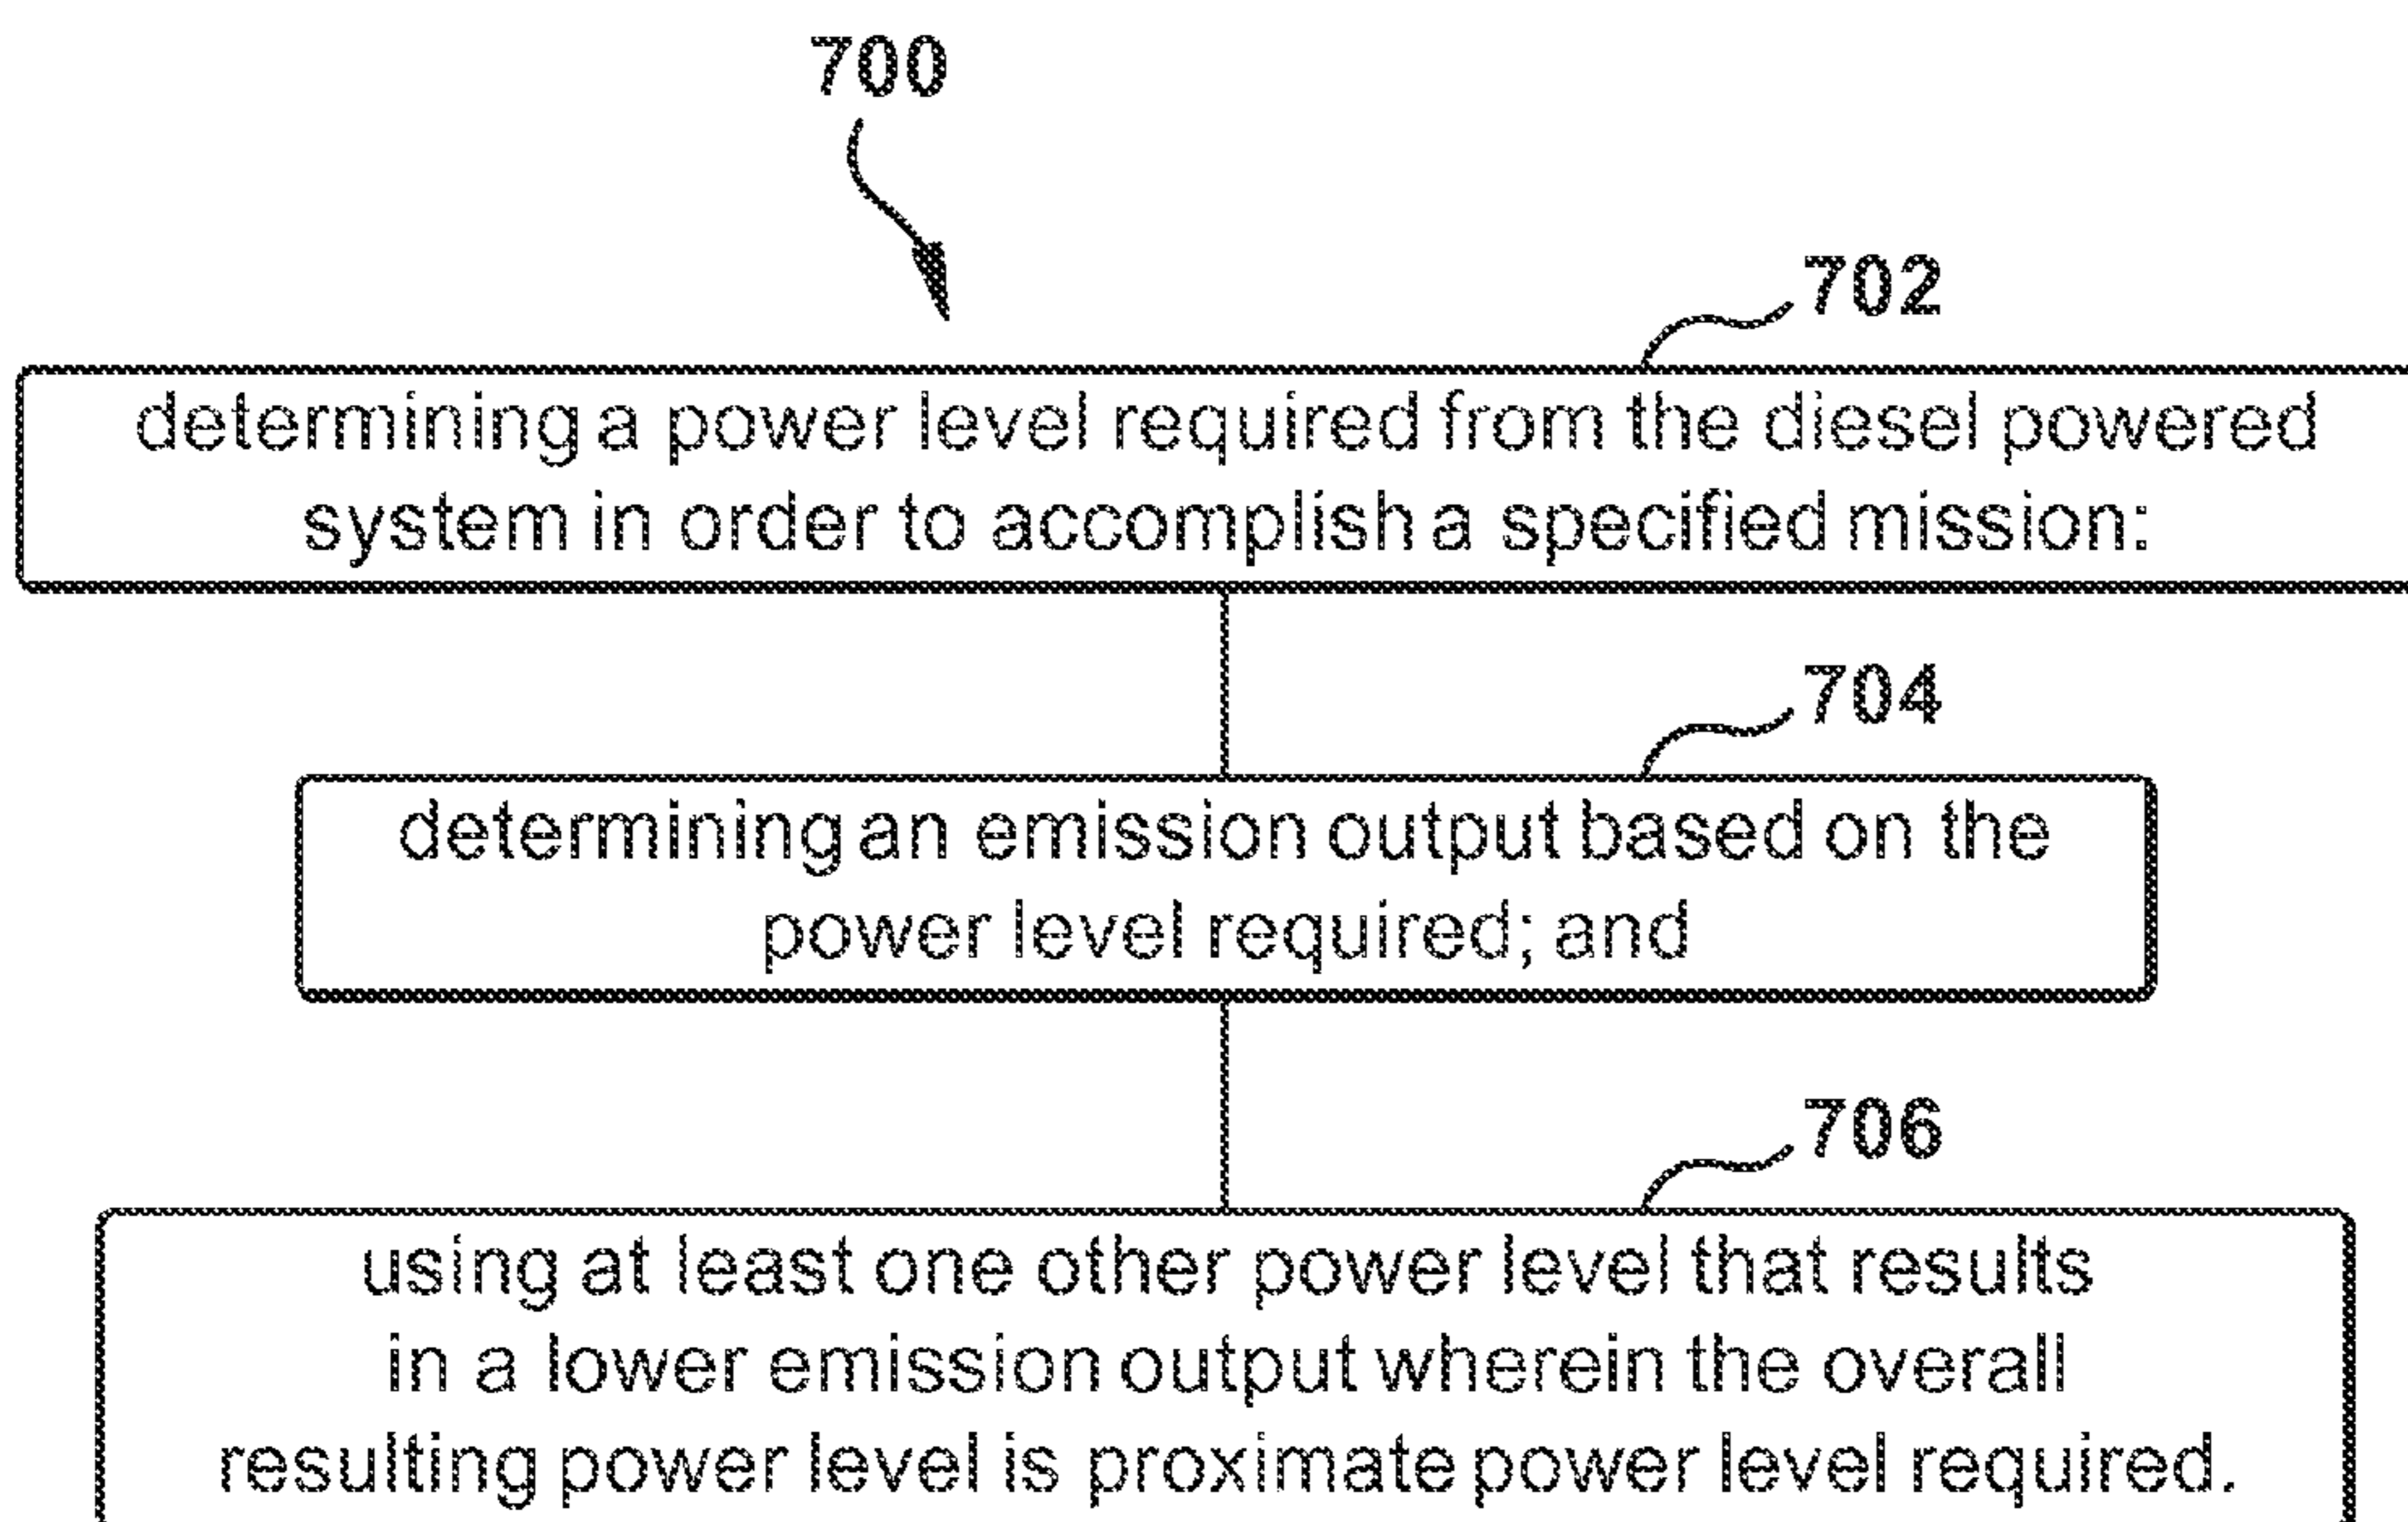 700
702
determining a power level required from the diesel powered
system in order to accomplish a specified mission:
704
determining an emission output based on the
power level required; and
706
using at least one other power level that results
in a lower emission output wherein the overall
resulting power level is proximate power level required.